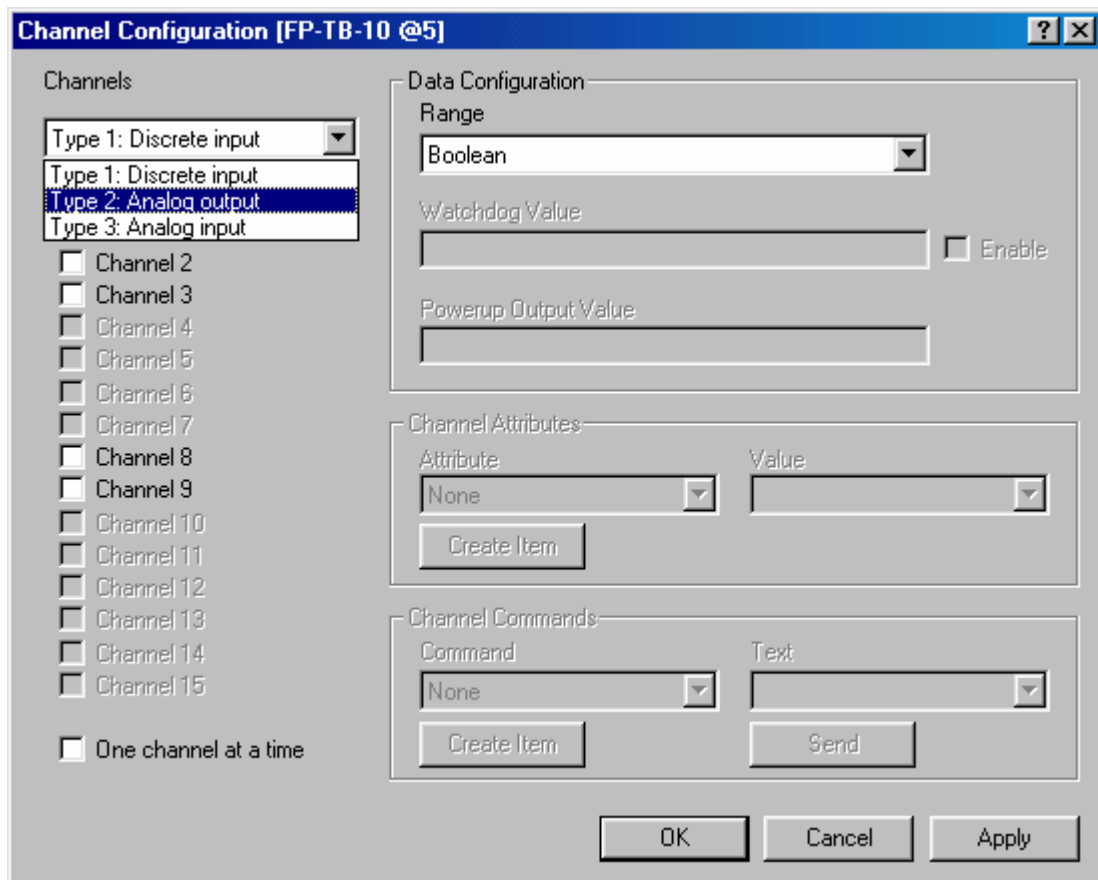 Channel Configuration [FP-TB-10 @5]
Channels
Type 1: Discrete input
Type 1: Discrete input
Type 2: Analog output
Type 3: Analog input
Channel 2
Channel 3
Channel 4
Channel 5
Channel 6
Channel 7
Channel 8
Channel 9
Channel 10
Channel 11
Channel 12
Channel 13
Channel 14
Channel 15
One channel at a time
Data Configuration
Range
Boolean
Watchdog Value
Enable
Powerup Output Value
Channel Attributes
Attribute
Value
None
Create Item
Channel Commands
Command
Text
None
Create Item
Send
OK
Cancel
Apply